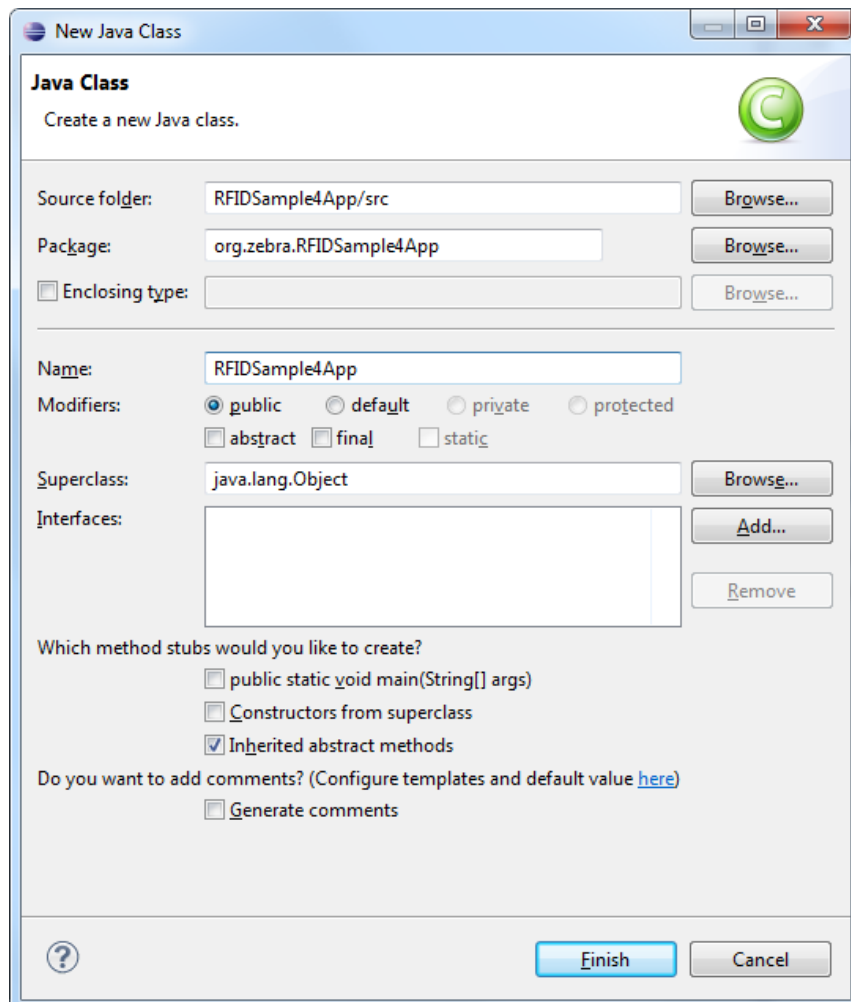 New Java Class
Java Class
Create a new Java class.
C
Source folder: RFIDSample4App/src Browse...
Package: org.zebra.RFIDSample4App Browse...
Enclosing type: Browse...
Name: RFIDSample4App
Modifiers: public default private protected
abstract final static
Superclass: java.lang.Object Browse...
Interfaces: Add...
Remove
Which method stubs would you like to create?
public static void main(String[] args)
Constructors from superclass
Inherited abstract methods
Do you want to add comments? (Configure templates and default value here)
Generate comments
? Finish Cancel